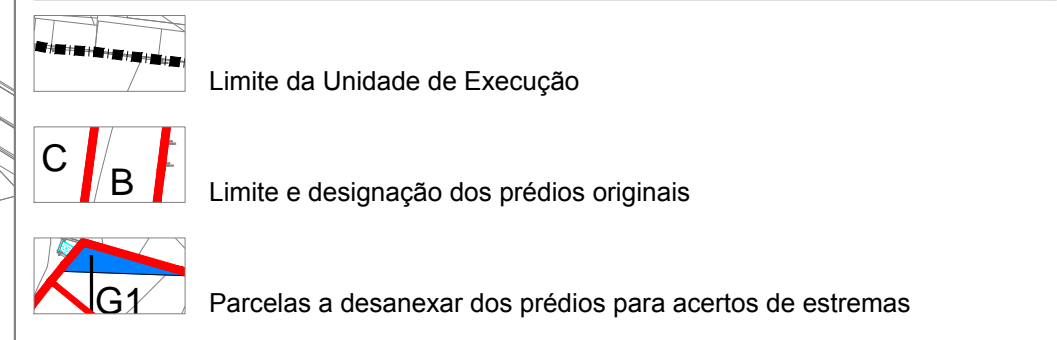 Limite da Unidade de Execução
C
B
Limite e designação dos prédios originais
G1
Parcelas a desanexar dos prédios para acertos de estremas